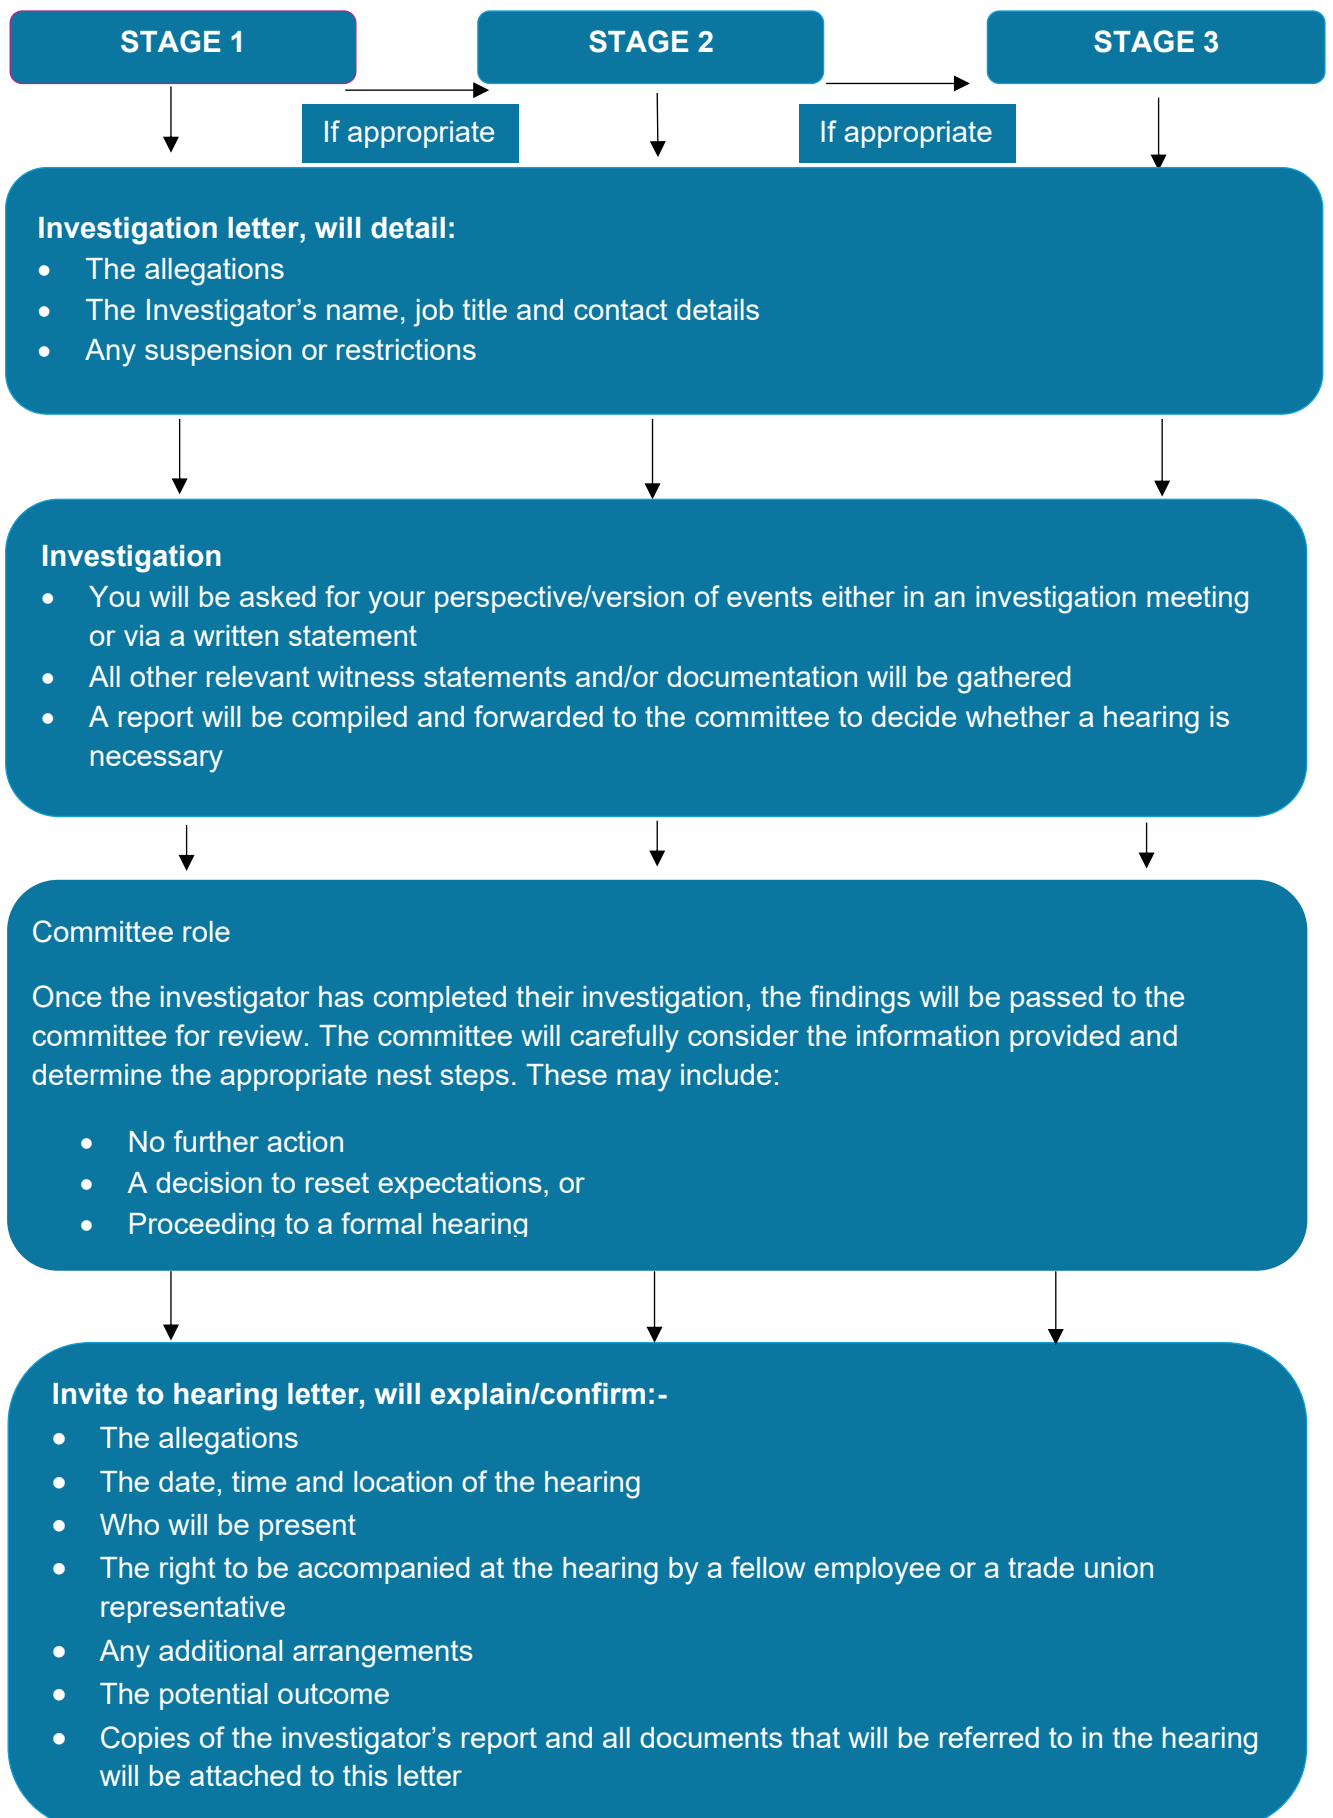 STAGE 1
STAGE 2
STAGE 3
If appropriate
If appropriate
Investigation letter, will detail:
• The allegations
• The Investigator’s name, job title and contact details
• Any suspension or restrictions
Investigation
• You will be asked for your perspective/version of events either in an investigation meeting
or via a written statement
• All other relevant witness statements and/or documentation will be gathered
• A report will be compiled and forwarded to the committee to decide whether a hearing is
necessary
Committee role
Once the investigator has completed their investigation, the findings will be passed to the
committee for review. The committee will carefully consider the information provided and
determine the appropriate nest steps. These may include:
• No further action
• A decision to reset expectations, or
• Proceeding to a formal hearing
Invite to hearing letter, will explain/confirm:-
• The allegations
• The date, time and location of the hearing
• Who will be present
• The right to be accompanied at the hearing by a fellow employee or a trade union
representative
• Any additional arrangements
• The potential outcome
• Copies of the investigator’s report and all documents that will be referred to in the hearing
will be attached to this letter